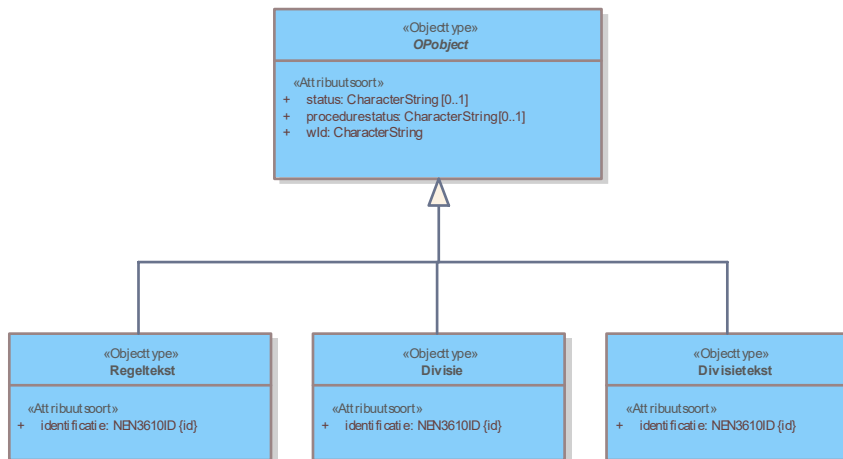 «Objecttype»
OPobject
«Attribuutsoort»
+ status: CharacterString [0..1]
+ procedurestatus: CharacterString [0..1]
+ wId: CharacterString
«Objecttype»
Regeltekst
«Attribuutsoort»
+ identificatie: NEN3610ID {id}
«Objecttype»
Divisie
«Attribuutsoort»
+ identificatie: NEN3610ID {id}
«Objecttype»
Divisietekst
«Attribuutsoort»
+ identificatie: NEN3610ID {id}